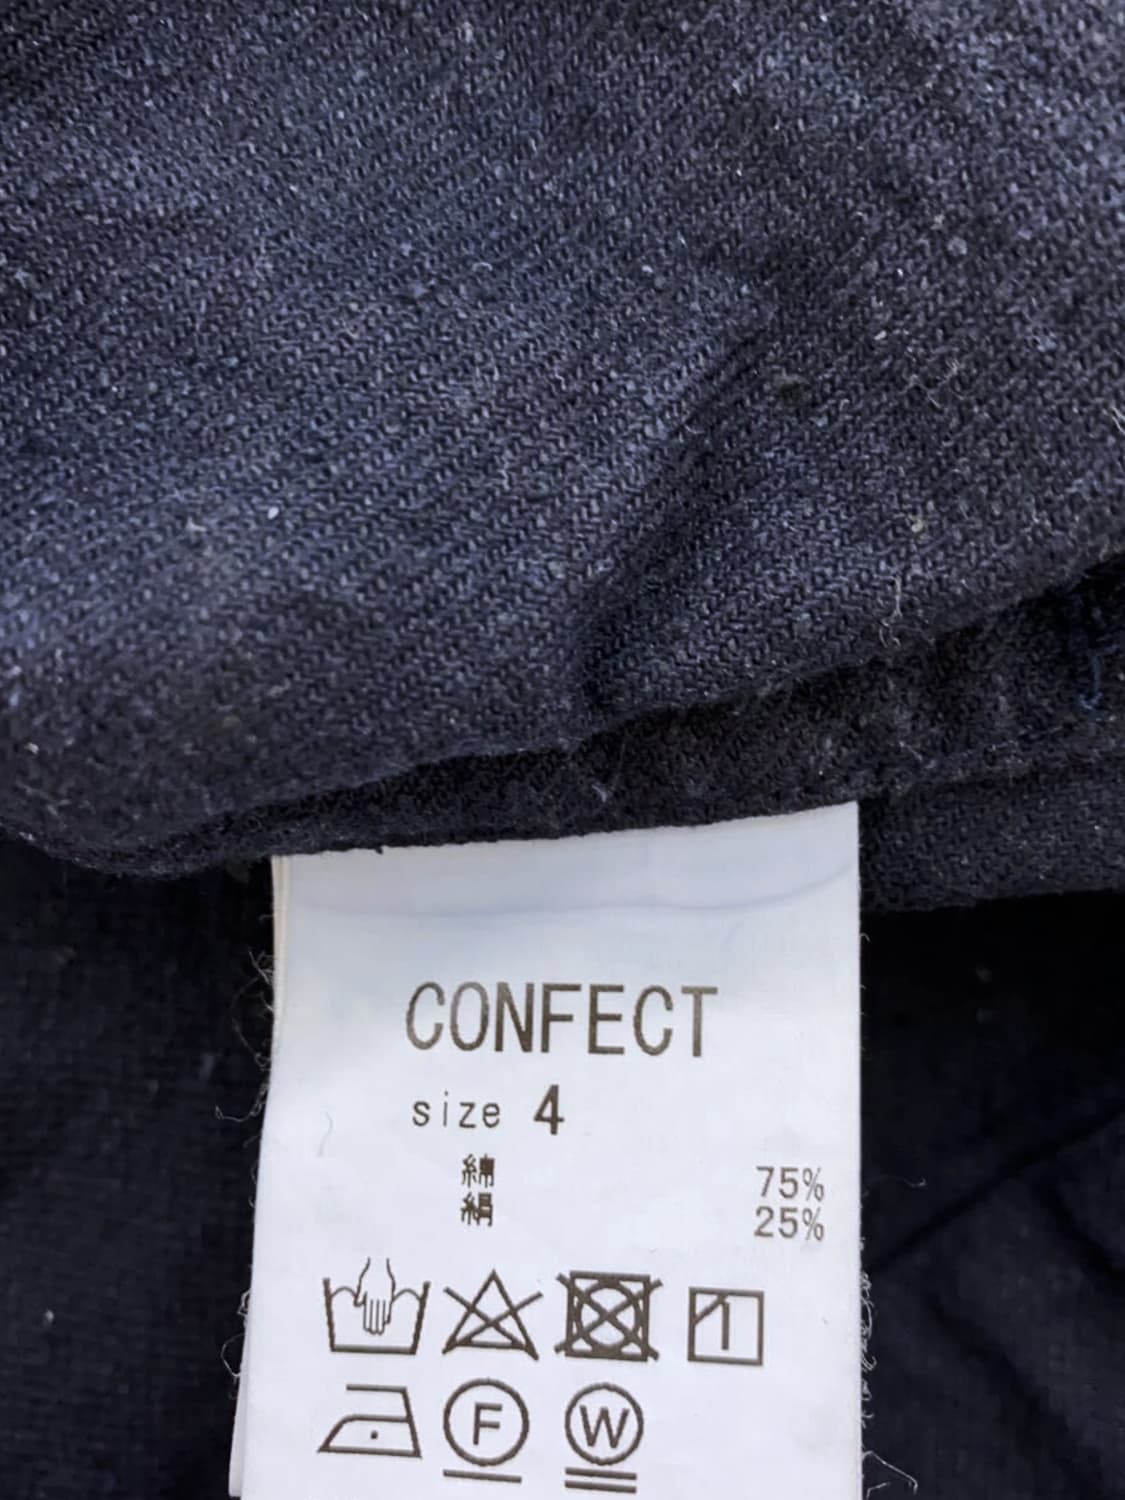 CONFECT
size 4
綿 75%
絹 25%
F
W